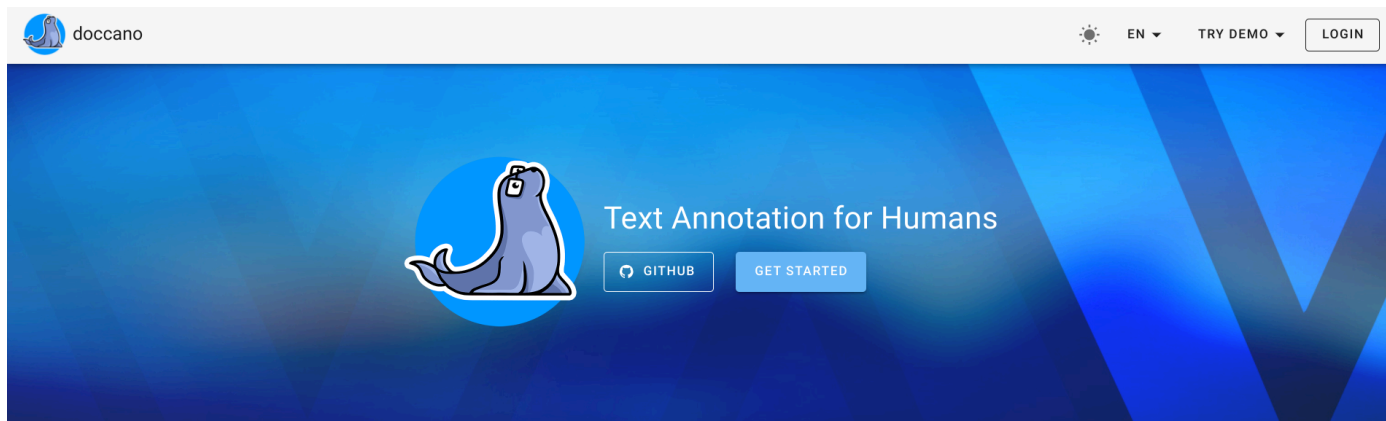 doccano
EN
TRY DEMO
LOGIN
Text Annotation for Humans
GITHUB
GET STARTED